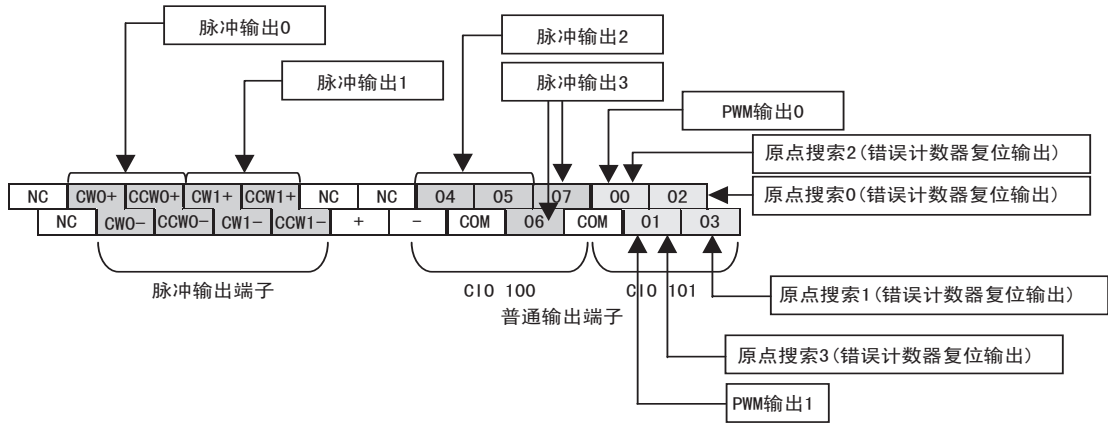 脉冲输出0
脉冲输出2
脉冲输出1
脉冲输出3
PWM输出0
原点搜索2(错误计数器复位输出)
原点搜索0(错误计数器复位输出)
NC CW0+ CCW0+ CW1+ CCW1+ NC NC 04 05 07 00 02
NC CW0- CCW0- CW1- CCW1- + - COM 06 COM 01 03
脉冲输出端子
CIO 100
CIO 101
普通输出端子
原点搜索1(错误计数器复位输出)
原点搜索3(错误计数器复位输出)
PWM输出1